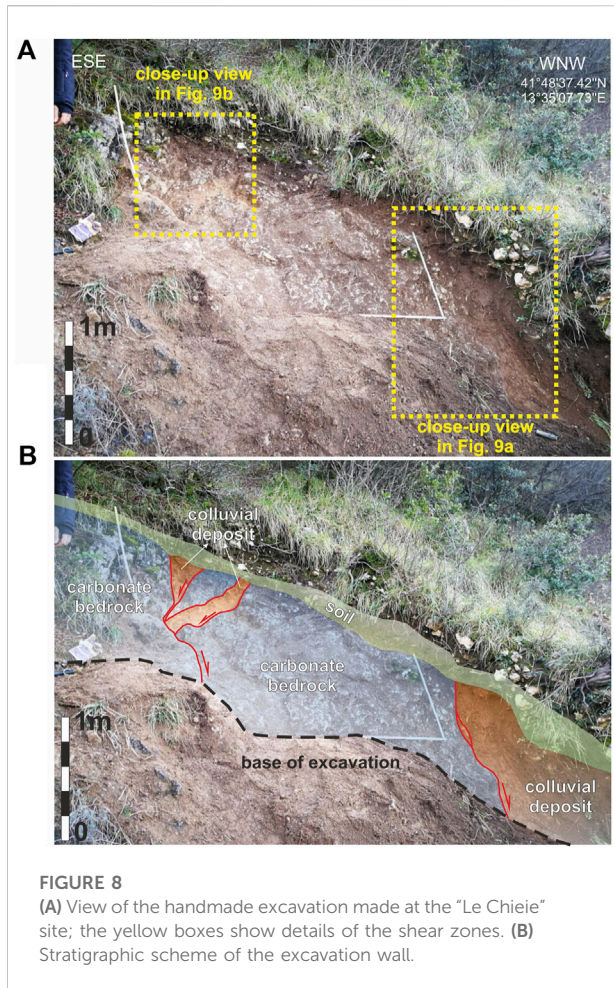 A
ESE
WNW
41°48'37.42"N
13°35'07.73"E
close-up view
in Fig. 9b
1m
0
close-up view
in Fig. 9a
B
colluvial
deposit
carbonate
bedrock
soil
carbonate
bedrock
1m
0
base of excavation
colluvial
deposit
FIGURE 8
(A) View of the handmade excavation made at the “Le Chieie”
site; the yellow boxes show details of the shear zones. (B)
Stratigraphic scheme of the excavation wall.